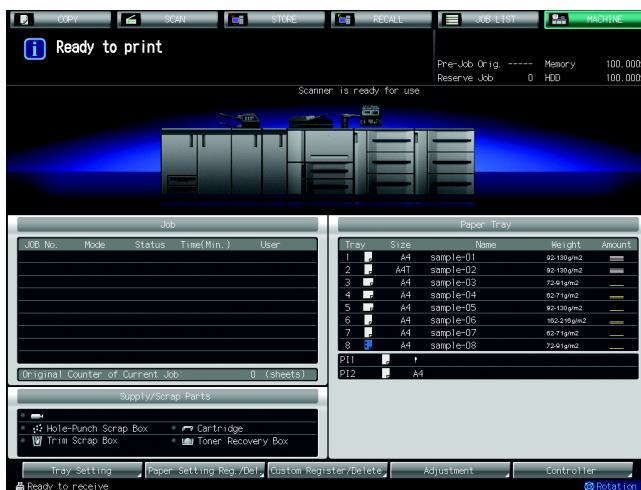 COPY SCAN STORE RECALL JOB LIST MACHINE
Ready to print
Pre-Job Orig. ----- Memory 100.000
Reserve Job 0 HDD 100.000
Scanner is ready for use
Job
JOB No. Mode Status Time(Min.) User
Original Counter of Current Job: 0 (sheets)
Supply/Scrap Parts
Hole-Punch Scrap Box Cartridge
Trim Scrap Box Toner Recovery Box
Paper Tray
Tray Size Name Weight Amount
1 A4 sample-01 92-130g/m2
2 A4T sample-02 92-130g/m2
3 A4 sample-03 72-91g/m2
4 A4 sample-04 62-71g/m2
5 A4 sample-05 92-130g/m2
6 A4 sample-06 162-216g/m2
7 A4 sample-07 62-71g/m2
8 A4 sample-08 72-91g/m2
PI1
PI2 A4
Tray Setting Paper Setting Reg./Del. Custom Register/Delete Adjustment Controller
Ready to receive Rotation